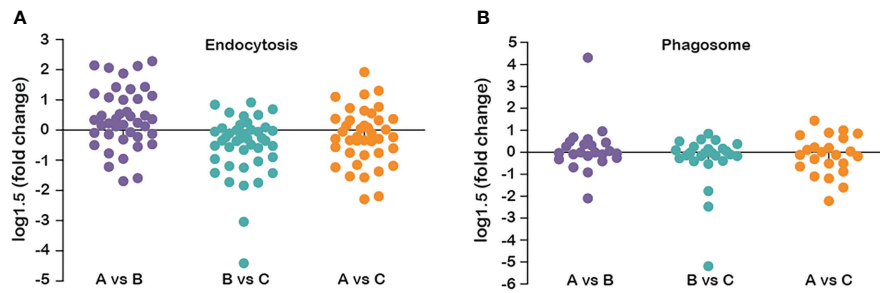 A
Endocytosis
log1.5 (fold change)
3
2
1
0
-1
-2
-3
-4
-5
A vs B
B vs C
A vs C
B
Phagosome
log1.5 (fold change)
5
4
3
2
1
0
-1
-2
-3
-4
-5
-6
A vs B
B vs C
A vs C